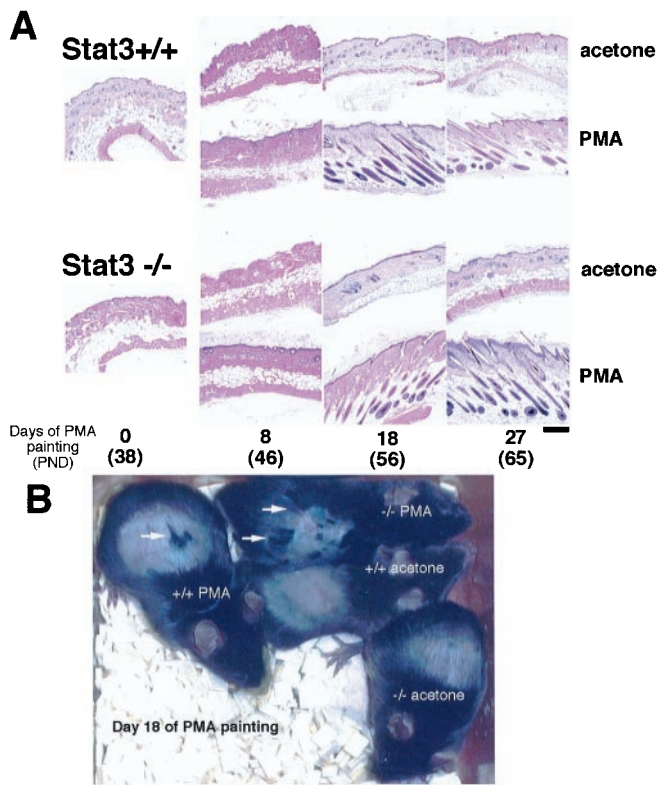 A
Stat3+/+
acetone
PMA
Stat3 -/-
acetone
PMA
Days of PMA painting (PND)
0 (38)
8 (46)
18 (56)
27 (65)
B
-/- PMA
+/+ acetone
+/+ PMA
-/- acetone
Day 18 of PMA painting